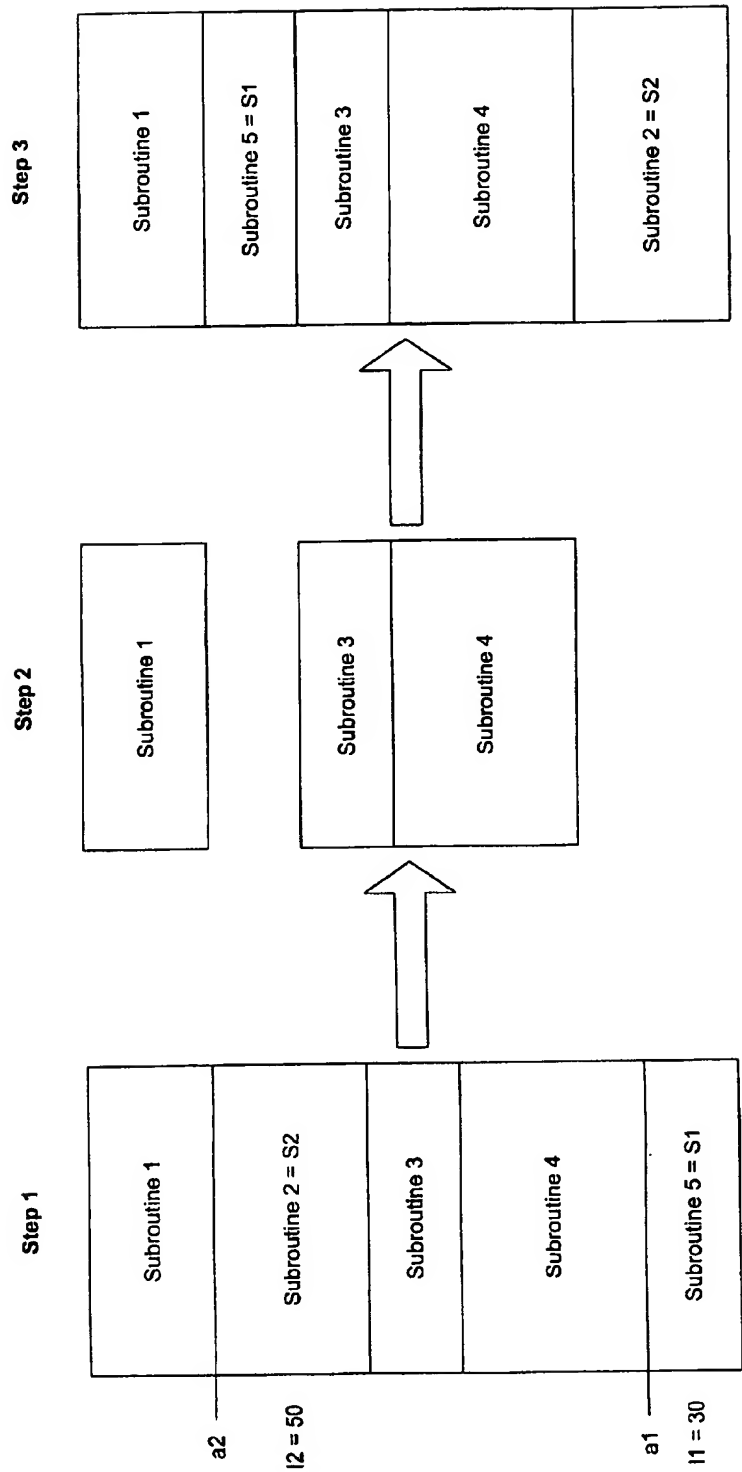 Step 1
Subroutine 1
a2
l2 = 50
Subroutine 2 = S2
Subroutine 3
Subroutine 4
a1
l1 = 30
Subroutine 5 = S1
Step 2
Subroutine 1
Subroutine 3
Subroutine 4
Step 3
Subroutine 1
Subroutine 5 = S1
Subroutine 3
Subroutine 4
Subroutine 2 = S2